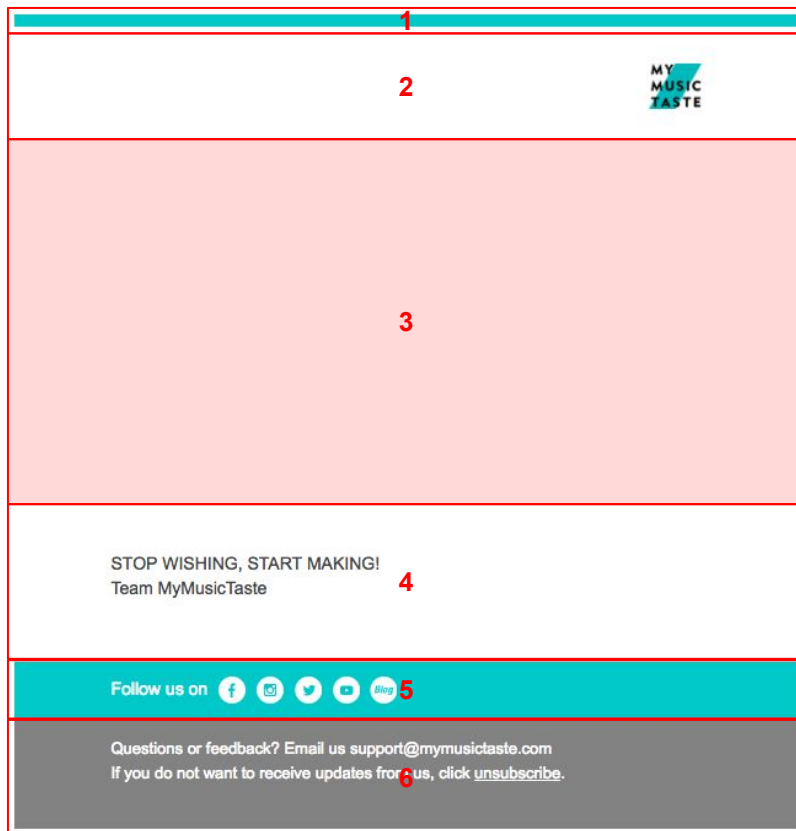 1
2
MY
MUSIC
TASTE
3
STOP WISHING, START MAKING!
Team MyMusicTaste
4
Follow us on
Blog
5
Questions or feedback? Email us support@mymusictaste.com
If you do not want to receive updates from us, click unsubscribe.
6